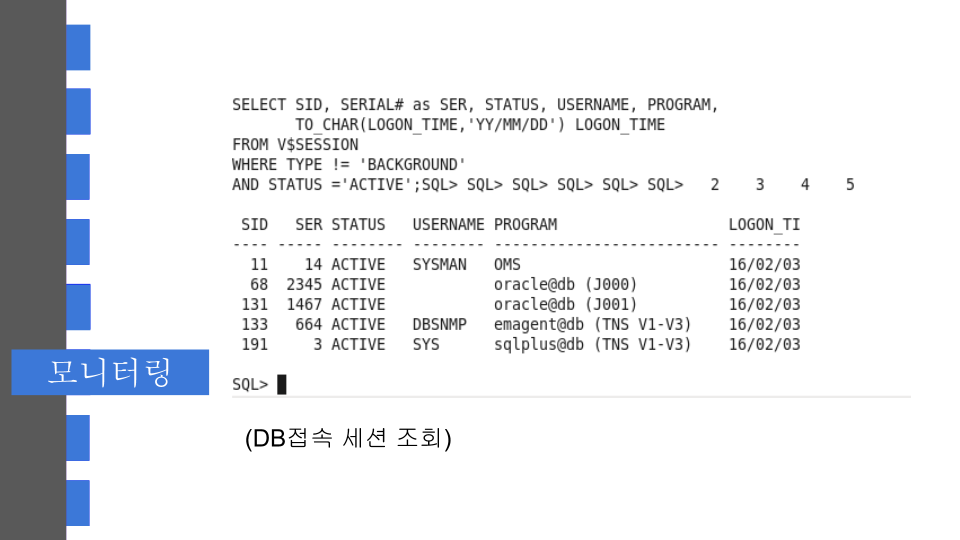 SELECT SID, SERIAL# as SER, STATUS, USERNAME, PROGRAM,
       TO_CHAR(LOGON_TIME,'YY/MM/DD') LOGON_TIME
FROM V$SESSION
WHERE TYPE != 'BACKGROUND'
AND STATUS ='ACTIVE';SQL> SQL> SQL> SQL> SQL> SQL>   2    3    4    5

 SID   SER STATUS   USERNAME PROGRAM                   LOGON_TI
---- ----- -------- -------- ------------------------- --------
  11    14 ACTIVE   SYSMAN   OMS                       16/02/03
  68  2345 ACTIVE            oracle@db (J000)          16/02/03
 131  1467 ACTIVE            oracle@db (J001)          16/02/03
 133   664 ACTIVE   DBSNMP   emagent@db (TNS V1-V3)    16/02/03
 191     3 ACTIVE   SYS      sqlplus@db (TNS V1-V3)    16/02/03

모니터링
SQL>
(DB접속 세션 조회)